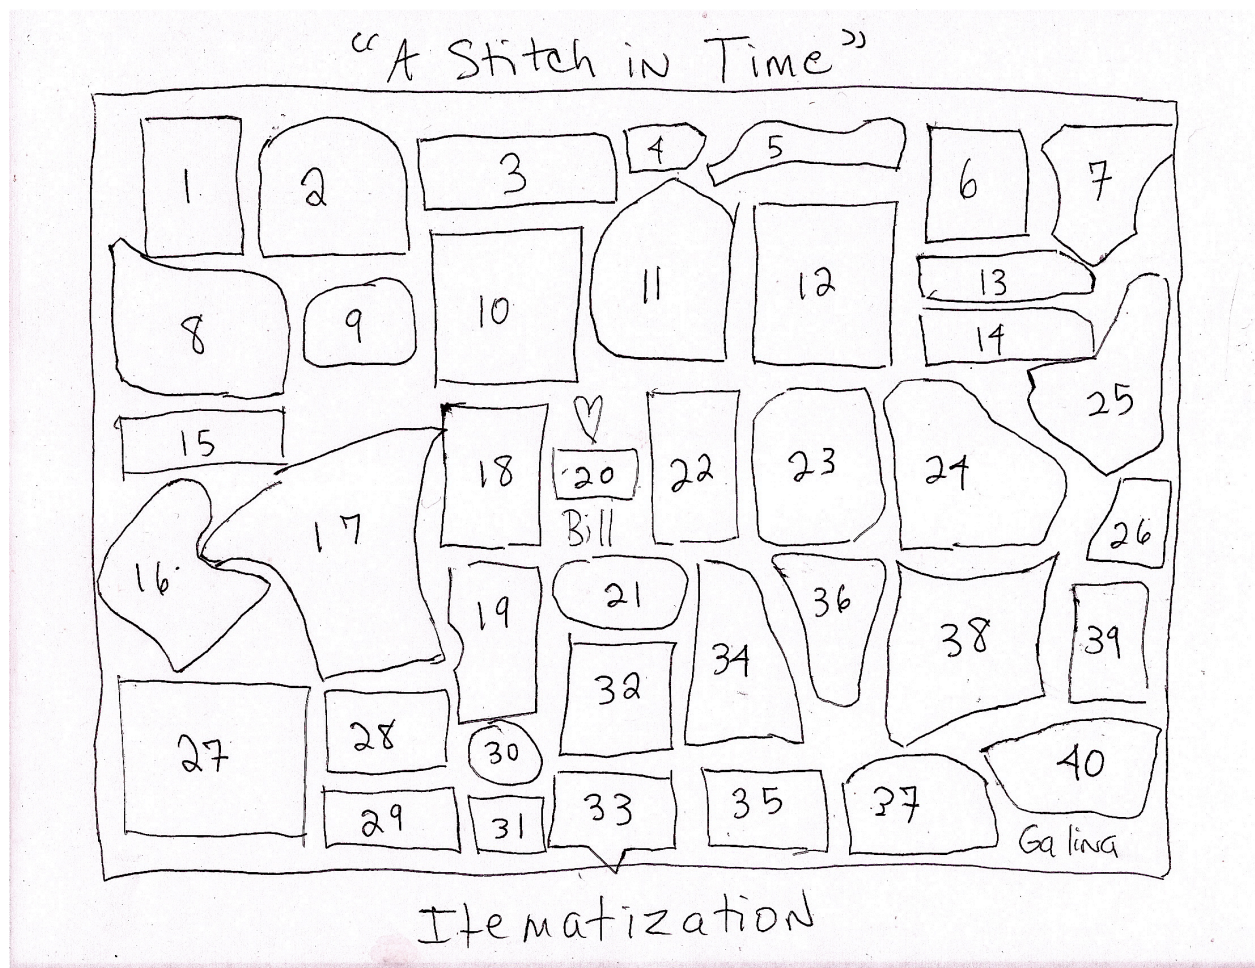 “A Stitch in Time”
1 2 3 4 5 6 7
8 9 10 11 12 13
14
15 18 ♡ 22 23 24 25
20
16 17 Bill 26
19 21 36 38 39
27 28 30 32 34 40
29 31 33 35 37
Galina
Itematization